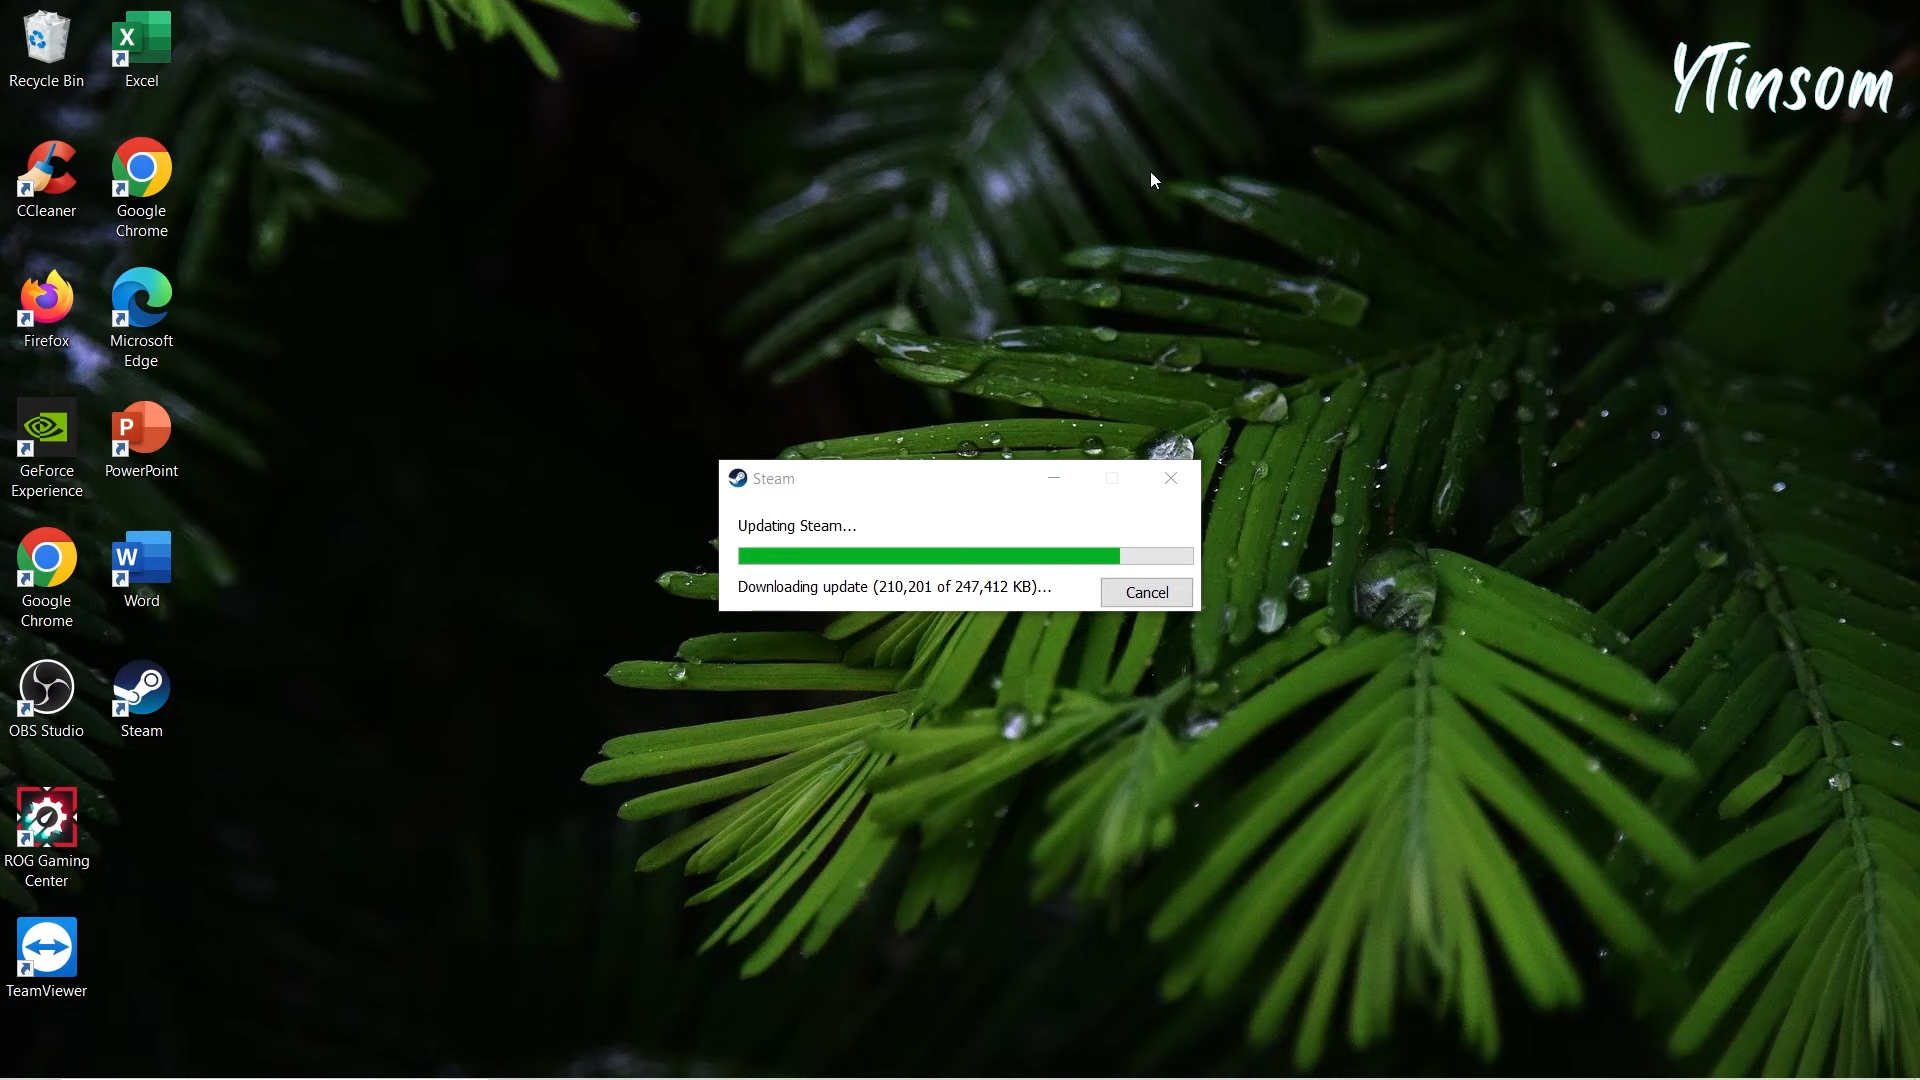 Recycle Bin
Excel
CCleaner
Google
Chrome
Firefox
Microsoft
Edge
GeForce
Experience
PowerPoint
Google
Chrome
Word
OBS Studio
Steam
ROG Gaming
Center
TeamViewer
YTinsom
Steam
Updating Steam...
Downloading update (210,201 of 247,412 KB)...
Cancel